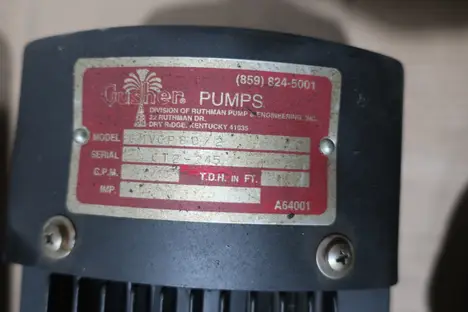 (859) 824-5001
Gusher PUMPS
DIVISION OF RUTHMAN PUMP & ENGINEERING, INC.
RUTHMAN DR.
DRY RIDGE, KENTUCKY 41035
MODEL
SERIAL
G.P.M. T.D.H. IN FT.
IMP.
A64001